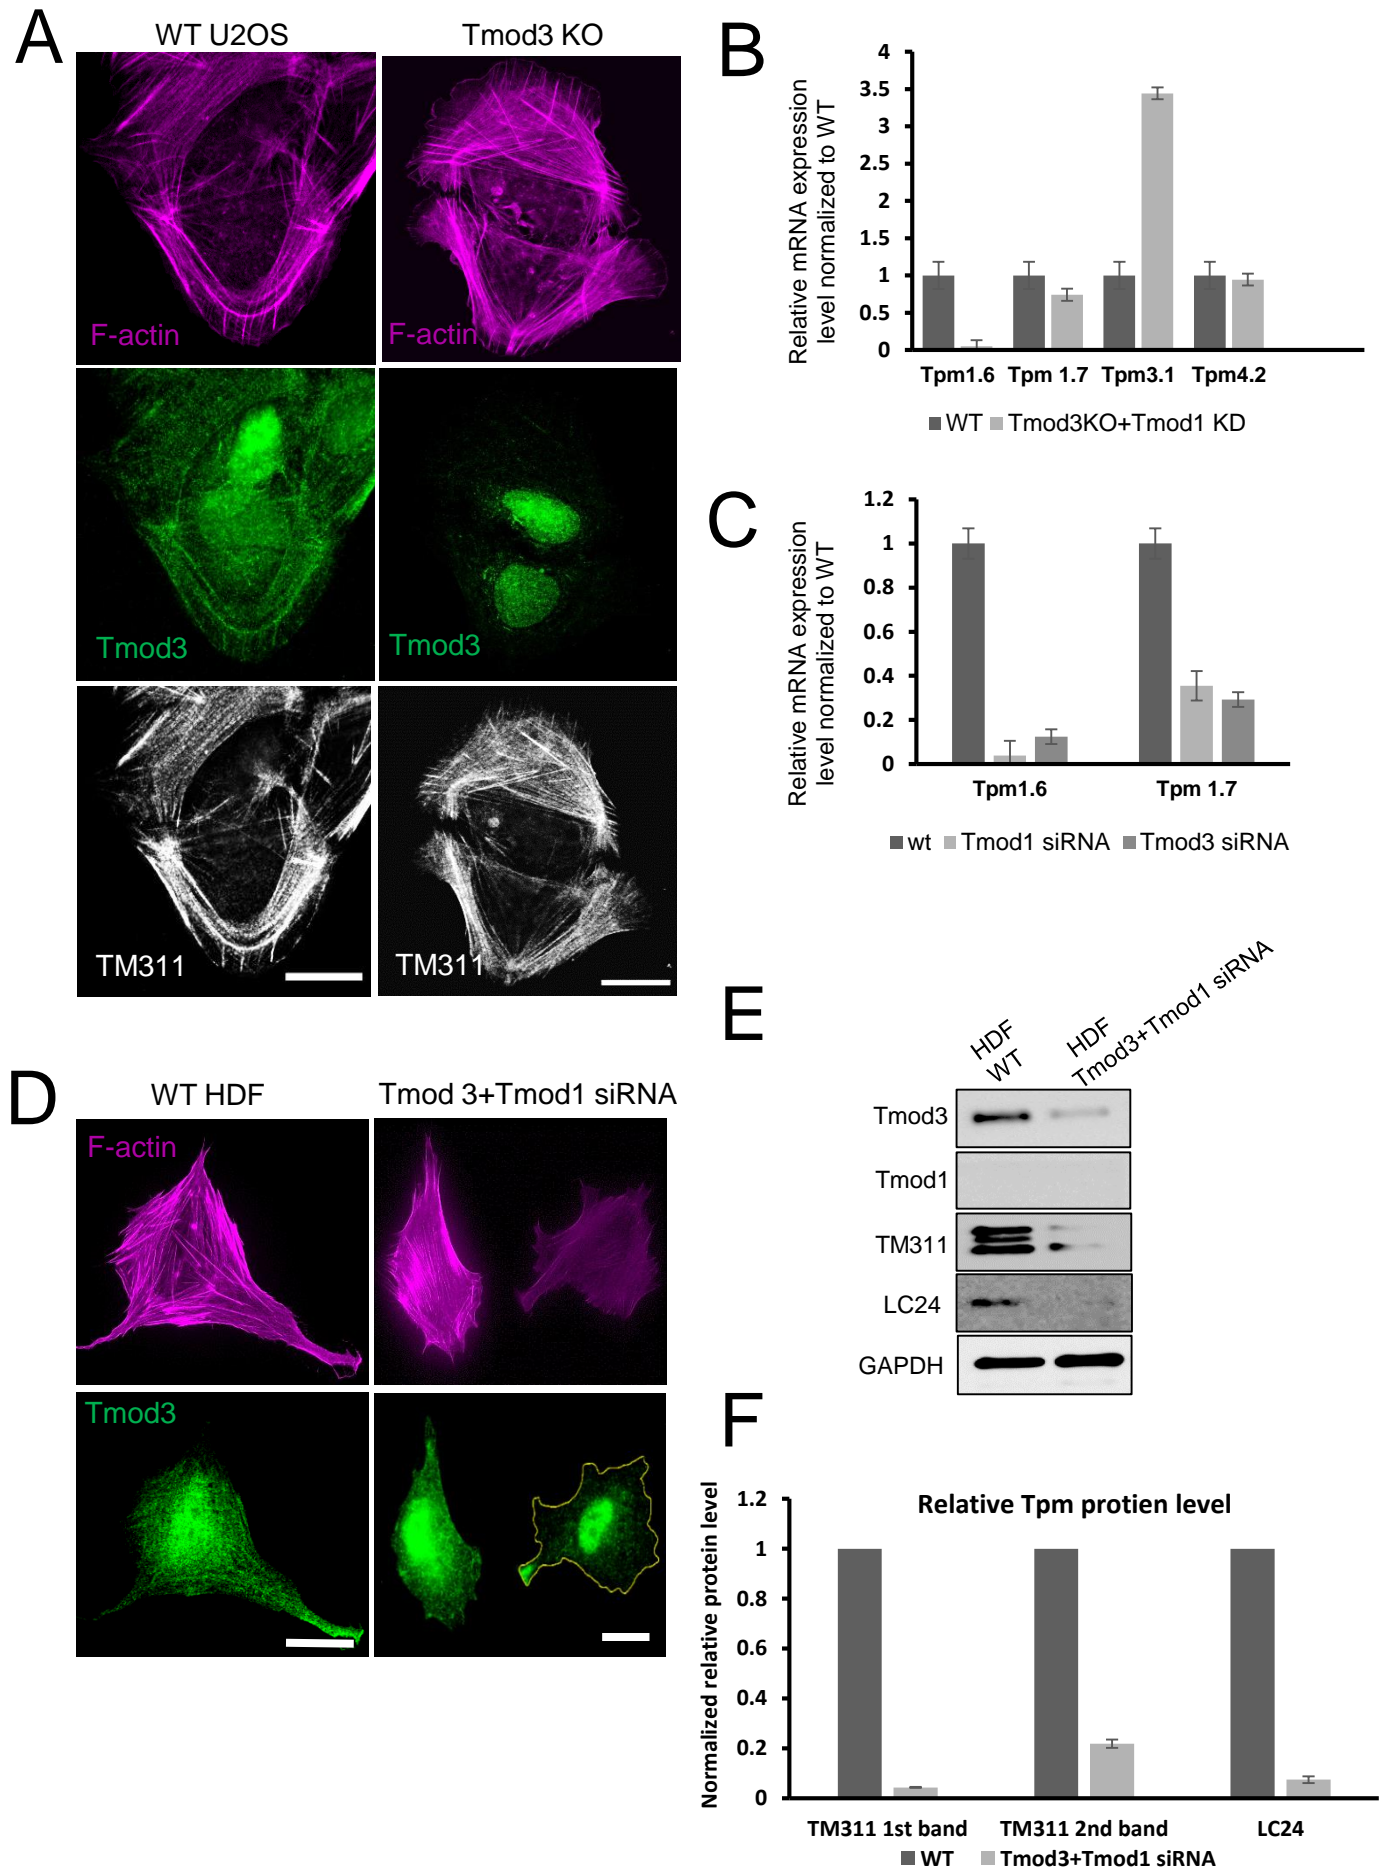 A
WT U2OS
Tmod3 KO
F-actin
F-actin
Tmod3
Tmod3
TM311
TM311
B
Relative mRNA expression
level normalized to WT
4
3.5
3
2.5
2
1.5
1
0.5
0
Tpm1.6 Tpm 1.7 Tpm3.1 Tpm4.2
WT Tmod3KO+Tmod1 KD
C
Relative mRNA expression
level normalized to WT
1.2
1
0.8
0.6
0.4
0.2
0
Tpm1.6 Tpm 1.7
wt Tmod1 siRNA Tmod3 siRNA
D
WT HDF
Tmod 3+Tmod1 siRNA
F-actin
Tmod3
E
HDF
WT
HDF
Tmod3+Tmod1 siRNA
Tmod3
Tmod1
TM311
LC24
GAPDH
F
Relative Tpm protien level
Normalized relative protein level
1.2
1
0.8
0.6
0.4
0.2
0
TM311 1st band TM311 2nd band LC24
WT Tmod3+Tmod1 siRNA